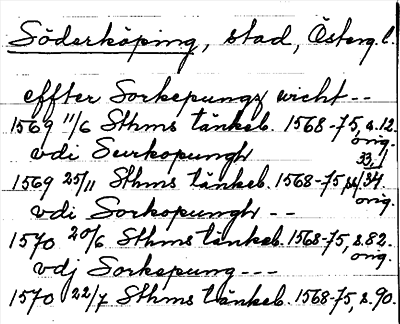 Söderköping, stad, Österg. l.
effter Sorkepungz wicht --
1569 11/6 Sthms tänkeb. 1568-75, s. 12.
orig.
vdi Surkopungh 33,1
1569 25/11 Sthms tänkeb. 1568-75, s. /34.
orig.
vdi Sorkopungh --
1570 20/6 Sthms tänkeb. 1568-75, s. 82.
orig.
vdj Sorkepung ---
1570 22/7 Sthms tänkeb. 1568-75, s. 90.